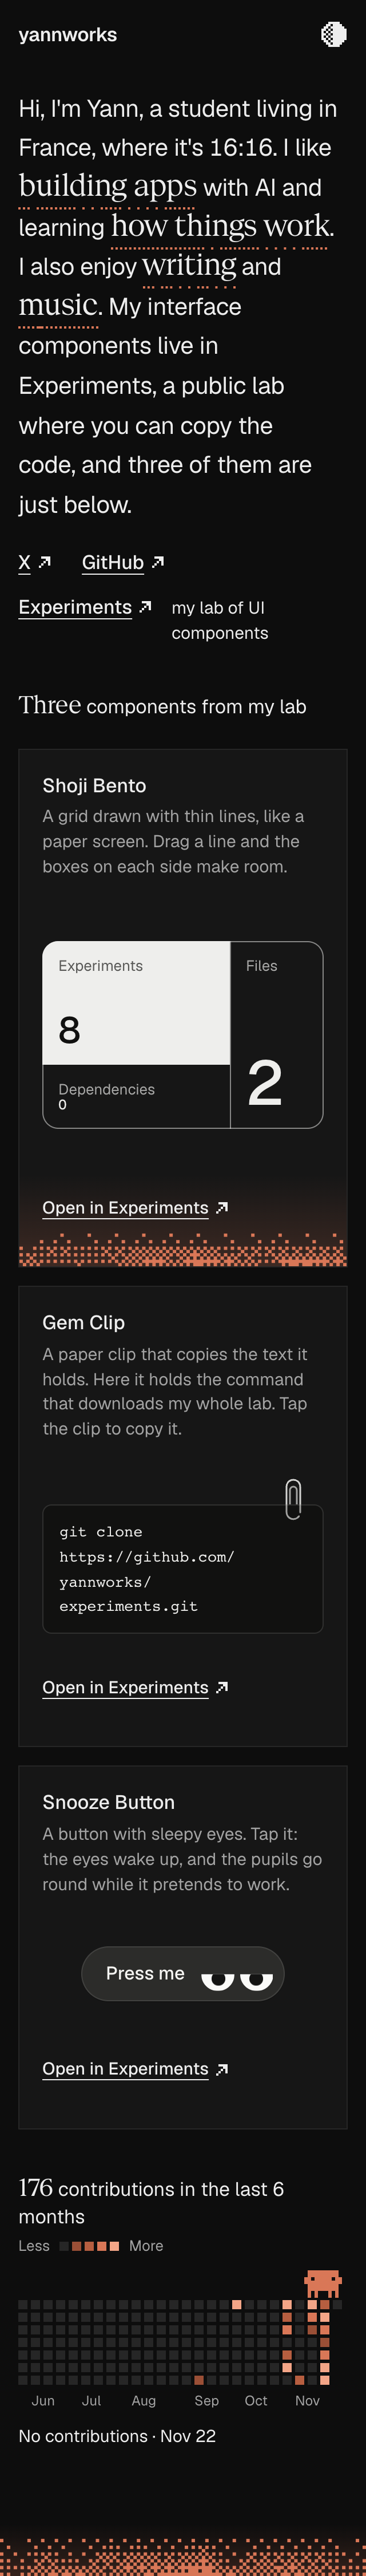 yannworks
Hi, I'm Yann, a student living in
France, where it's 16:16. I like
building apps with AI and
learning how things work.
I also enjoy writing and
music. My interface
components live in
Experiments, a public lab
where you can copy the
code, and three of them are
just below.
X GitHub
Experiments my lab of UI
components
Three components from my lab
Shoji Bento
A grid drawn with thin lines, like a
paper screen. Drag a line and the
boxes on each side make room.
Experiments Files
8
2
Dependencies
0
Open in Experiments
Gem Clip
A paper clip that copies the text it
holds. Here it holds the command
that downloads my whole lab. Tap
the clip to copy it.
git clone
https://github.com/
yannworks/
experiments.git
Open in Experiments
Snooze Button
A button with sleepy eyes. Tap it:
the eyes wake up, and the pupils go
round while it pretends to work.
Press me
Open in Experiments
176 contributions in the last 6
months
Less More
Jun Jul Aug Sep Oct Nov
No contributions · Nov 22